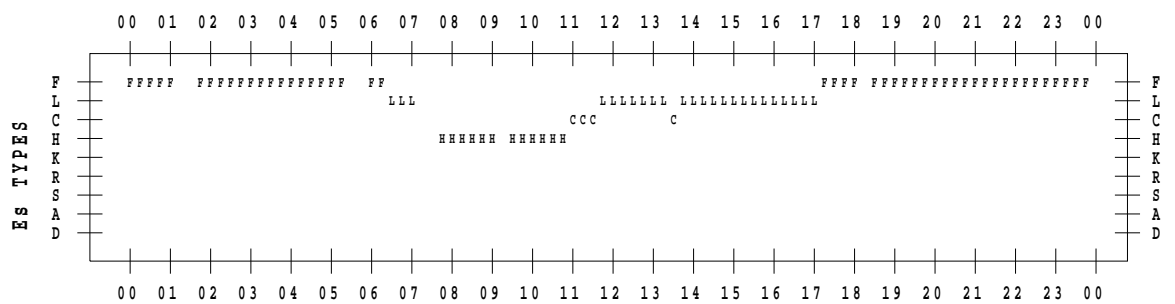 00 01 02 03 04 05 06 07 08 09 10 11 12 13 14 15 16 17 18 19 20 21 22 23 00
F FFFFF FFFFFFFFFFFFFFF FF FFFF FFFFFFFFFFFFFFFFFFFFFF F
L LLL LLLLLLL LLLLLLLLLLLLLL L
C CCC C C
H HHHHHH HHHHHH H
K K
R R
S S
A A
D D
Es TYPES
00 01 02 03 04 05 06 07 08 09 10 11 12 13 14 15 16 17 18 19 20 21 22 23 00